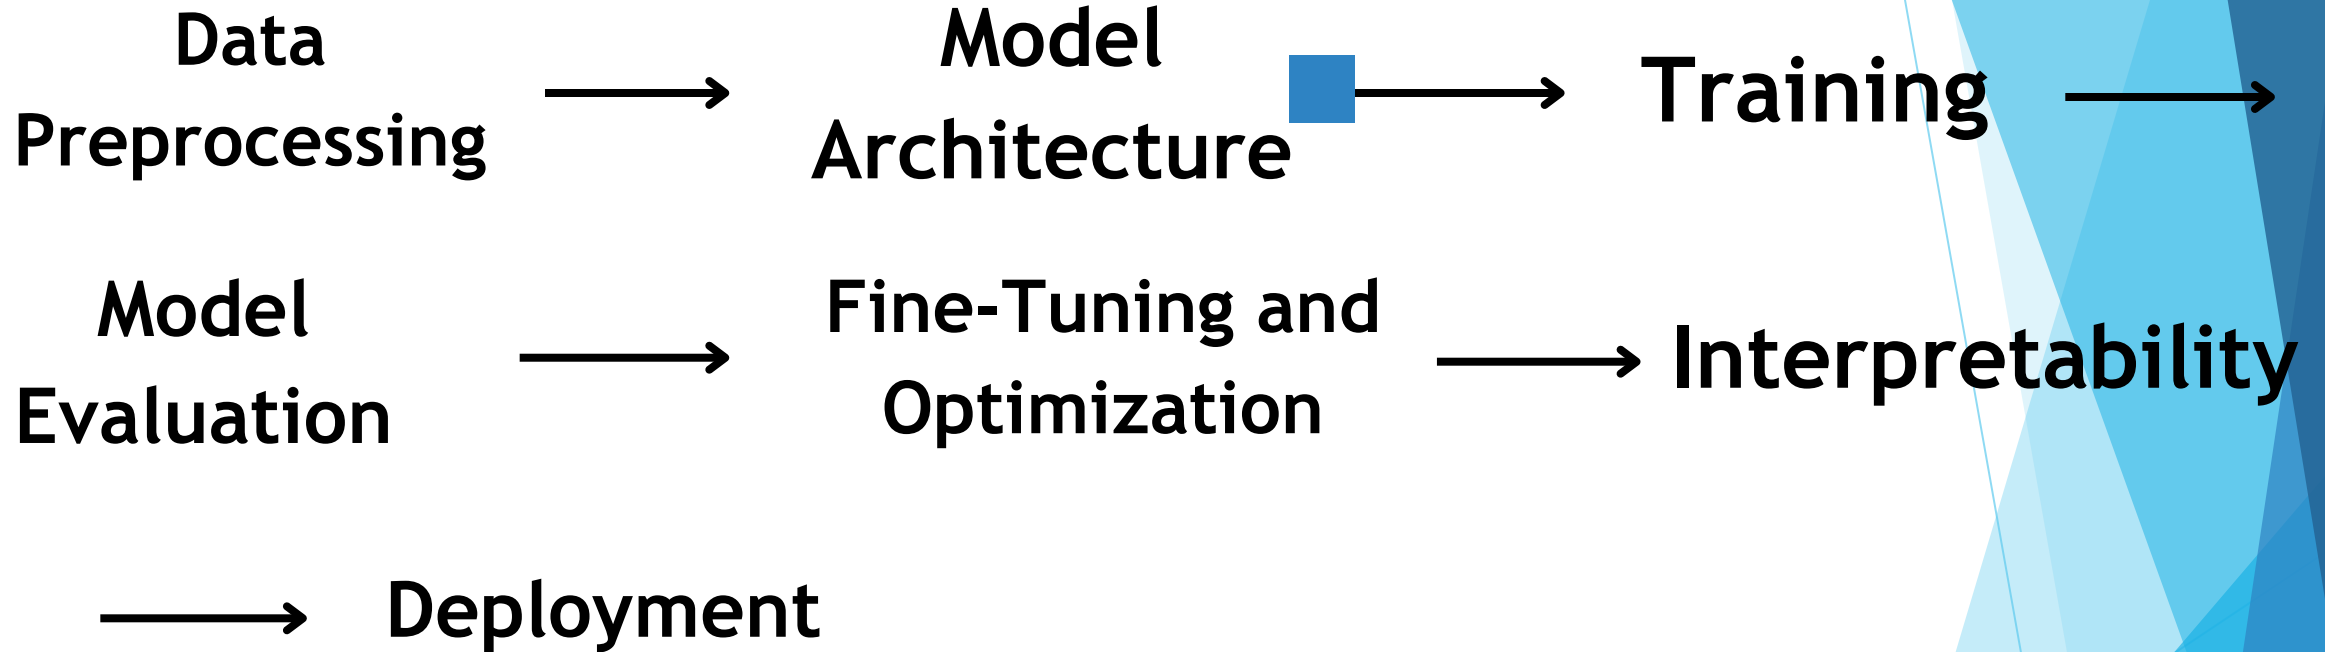 Data
Preprocessing
Model
Architecture
Training
Model
Evaluation
Fine-Tuning and
Optimization
Interpretability
Deployment